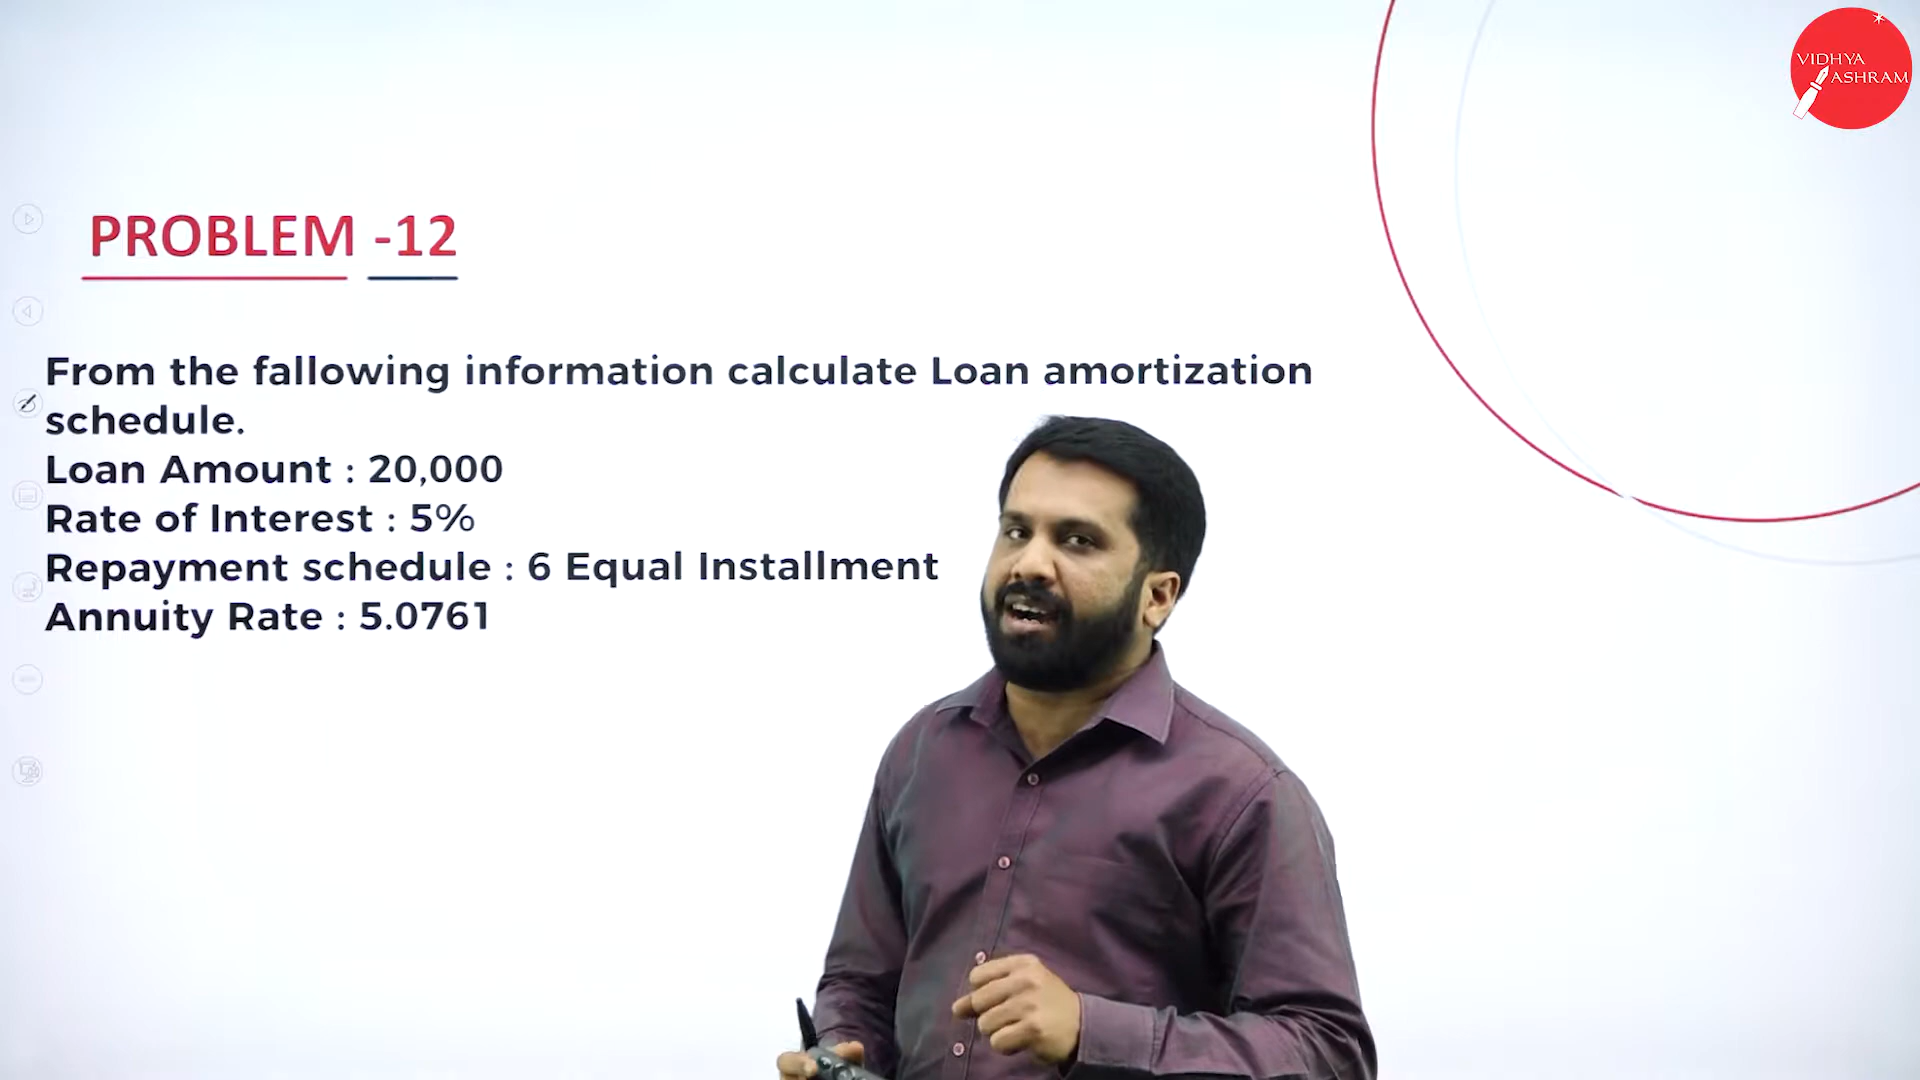 VIDHYA
ASHRAM
PROBLEM -12
From the fallowing information calculate Loan amortization
schedule.
Loan Amount : 20,000
Rate of Interest : 5%
Repayment schedule : 6 Equal Installment
Annuity Rate : 5.0761